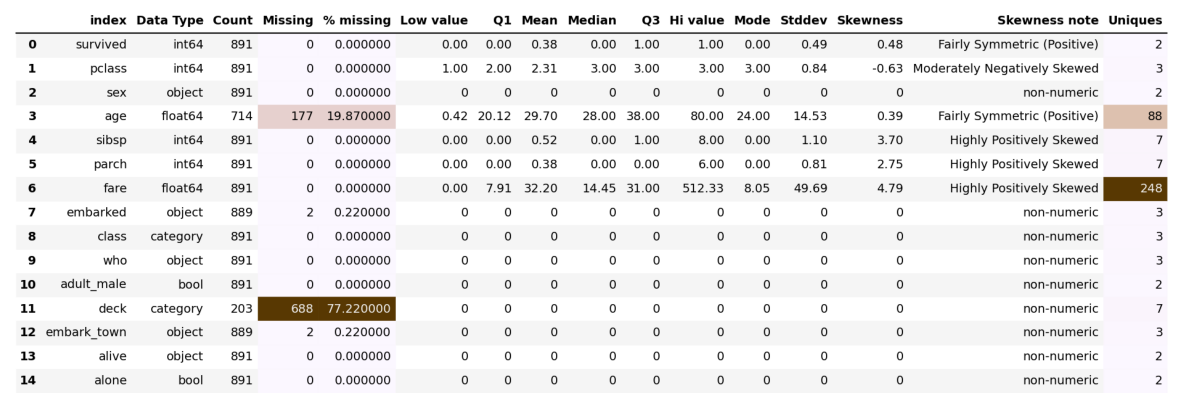 index Data Type Count Missing % missing Low value Q1 Mean Median Q3 Hi value Mode Stddev Skewness Skewness note Uniques
0 survived int64 891 0 0.000000 0.00 0.00 0.38 0.00 1.00 1.00 0.00 0.49 0.48 Fairly Symmetric (Positive) 2
1 pclass int64 891 0 0.000000 1.00 2.00 2.31 3.00 3.00 3.00 3.00 0.84 -0.63 Moderately Negatively Skewed 3
2 sex object 891 0 0.000000 0 0 0 0 0 0 0 0 0 non-numeric 2
3 age float64 714 177 19.870000 0.42 20.12 29.70 28.00 38.00 80.00 24.00 14.53 0.39 Fairly Symmetric (Positive) 88
4 sibsp int64 891 0 0.000000 0.00 0.00 0.52 0.00 1.00 8.00 0.00 1.10 3.70 Highly Positively Skewed 7
5 parch int64 891 0 0.000000 0.00 0.00 0.38 0.00 0.00 6.00 0.00 0.81 2.75 Highly Positively Skewed 7
6 fare float64 891 0 0.000000 0.00 7.91 32.20 14.45 31.00 512.33 8.05 49.69 4.79 Highly Positively Skewed 248
7 embarked object 889 2 0.220000 0 0 0 0 0 0 0 0 0 non-numeric 3
8 class category 891 0 0.000000 0 0 0 0 0 0 0 0 0 non-numeric 3
9 who object 891 0 0.000000 0 0 0 0 0 0 0 0 0 non-numeric 3
10 adult_male bool 891 0 0.000000 0 0 0 0 0 0 0 0 0 non-numeric 2
11 deck category 203 688 77.220000 0 0 0 0 0 0 0 0 0 non-numeric 7
12 embark_town object 889 2 0.220000 0 0 0 0 0 0 0 0 0 non-numeric 3
13 alive object 891 0 0.000000 0 0 0 0 0 0 0 0 0 non-numeric 2
14 alone bool 891 0 0.000000 0 0 0 0 0 0 0 0 0 non-numeric 2